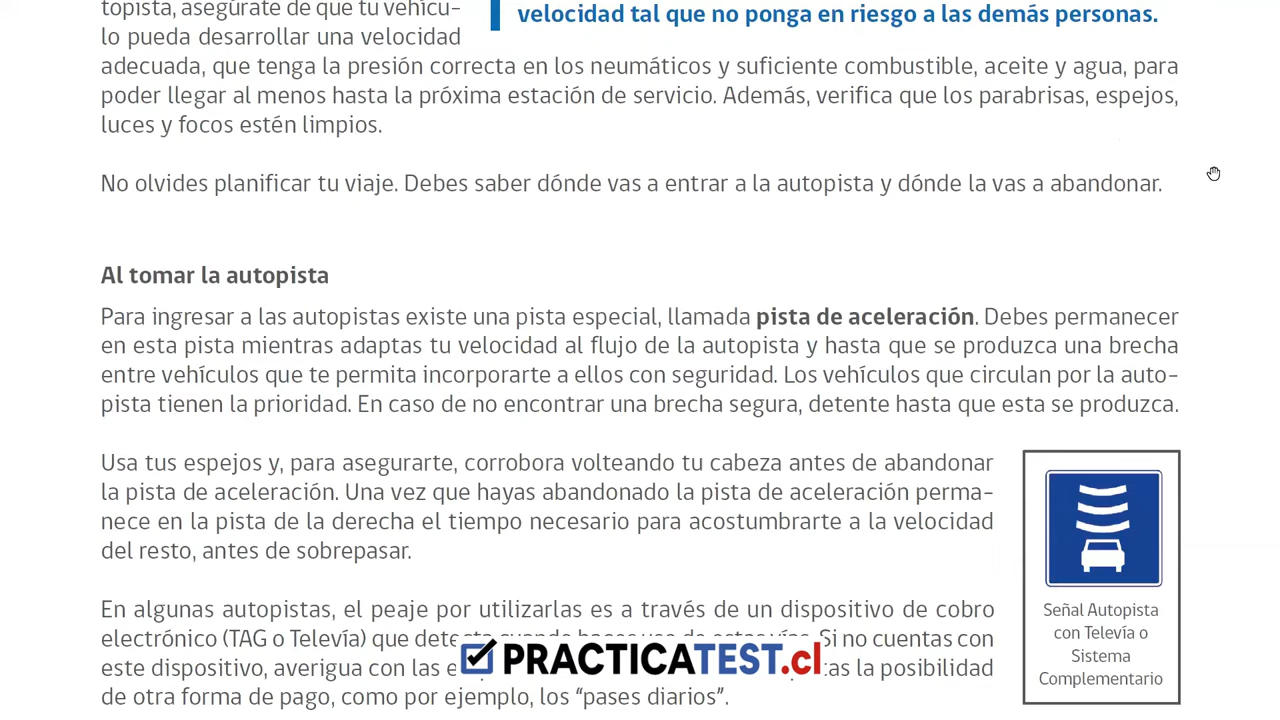 topista, asegúrate de que tu vehícu-
lo pueda desarrollar una velocidad
velocidad tal que no ponga en riesgo a las demás personas.
adecuada, que tenga la presión correcta en los neumáticos y suficiente combustible, aceite y agua, para
poder llegar al menos hasta la próxima estación de servicio. Además, verifica que los parabrisas, espejos,
luces y focos estén limpios.
No olvides planificar tu viaje. Debes saber dónde vas a entrar a la autopista y dónde la vas a abandonar.
Al tomar la autopista
Para ingresar a las autopistas existe una pista especial, llamada pista de aceleración. Debes permanecer
en esta pista mientras adaptas tu velocidad al flujo de la autopista y hasta que se produzca una brecha
entre vehículos que te permita incorporarte a ellos con seguridad. Los vehículos que circulan por la auto-
pista tienen la prioridad. En caso de no encontrar una brecha segura, detente hasta que esta se produzca.
Usa tus espejos y, para asegurarte, corrobora volteando tu cabeza antes de abandonar
la pista de aceleración. Una vez que hayas abandonado la pista de aceleración perma-
nece en la pista de la derecha el tiempo necesario para acostumbrarte a la velocidad
del resto, antes de sobrepasar.
En algunas autopistas, el peaje por utilizarlas es a través de un dispositivo de cobro
electrónico (TAG o Televía) que detecta cuando haces uso de estas vías. Si no cuentas con
este dispositivo, averigua con las la posibilidad
de otra forma de pago, como por ejemplo, los “pases diarios”.
Señal Autopista
con Televía o
Sistema
Complementario
PRACTICATEST.cl